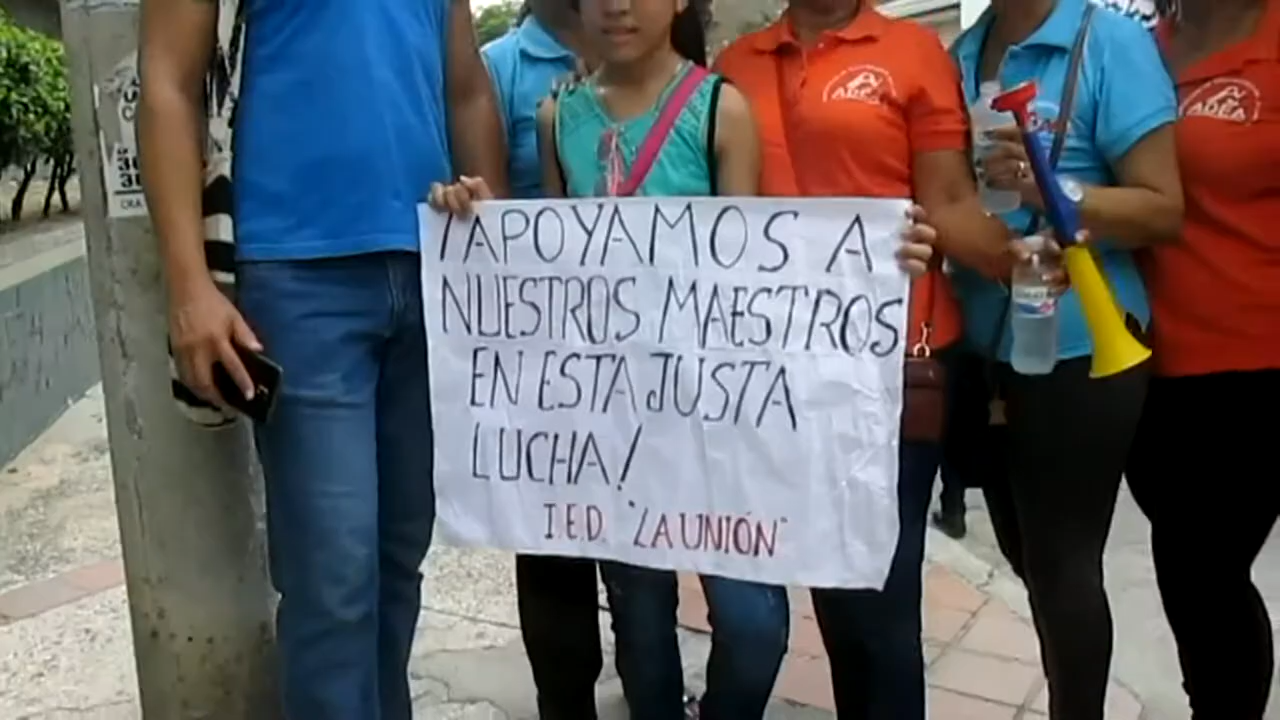 ¡APOYAMOS A
NUESTROS MAESTROS
EN ESTA JUSTA
LUCHA!
I.E.D. "LA UNIÓN"
ADEA
ADEA